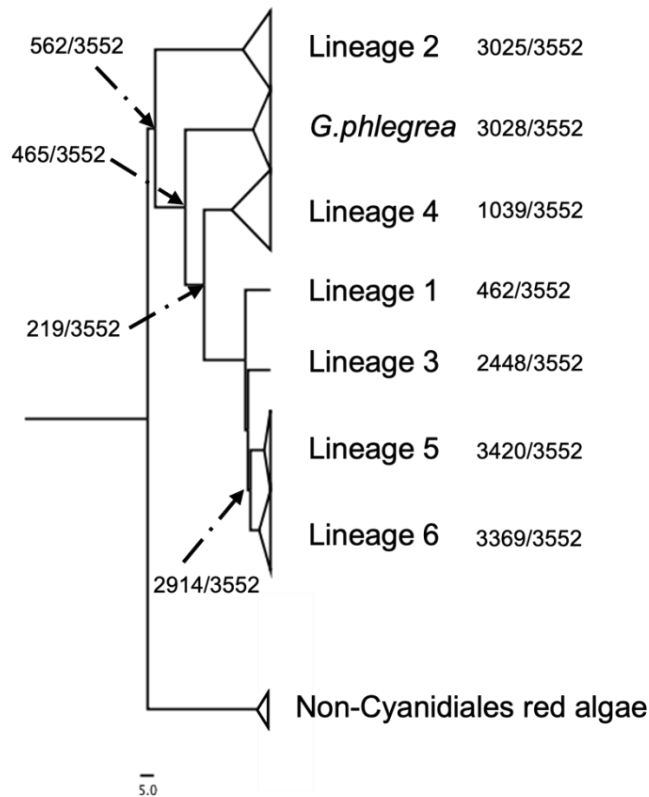 562/3552
Lineage 2 3025/3552
G.phlegrea 3028/3552
465/3552
Lineage 4 1039/3552
Lineage 1 462/3552
219/3552
Lineage 3 2448/3552
Lineage 5 3420/3552
Lineage 6 3369/3552
2914/3552
Non-Cyanidiales red algae
5.0